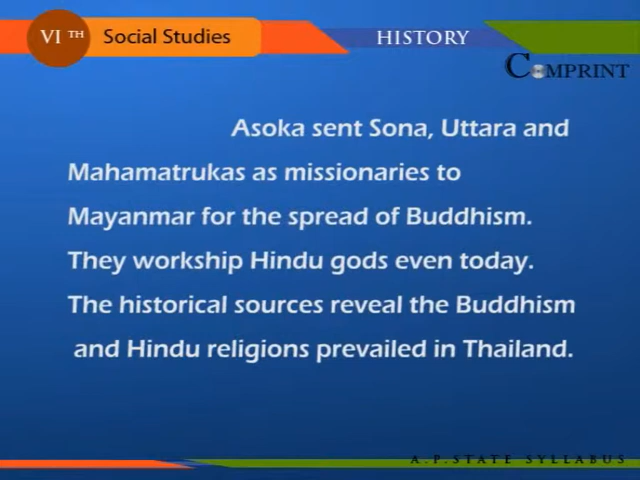 VI TH Social Studies HISTORY
COMPRINT
Asoka sent Sona, Uttara and
Mahamatrukas as missionaries to
Mayanmar for the spread of Buddhism.
They workship Hindu gods even today.
The historical sources reveal the Buddhism
and Hindu religions prevailed in Thailand.
A.P.STATE SYLLABUS